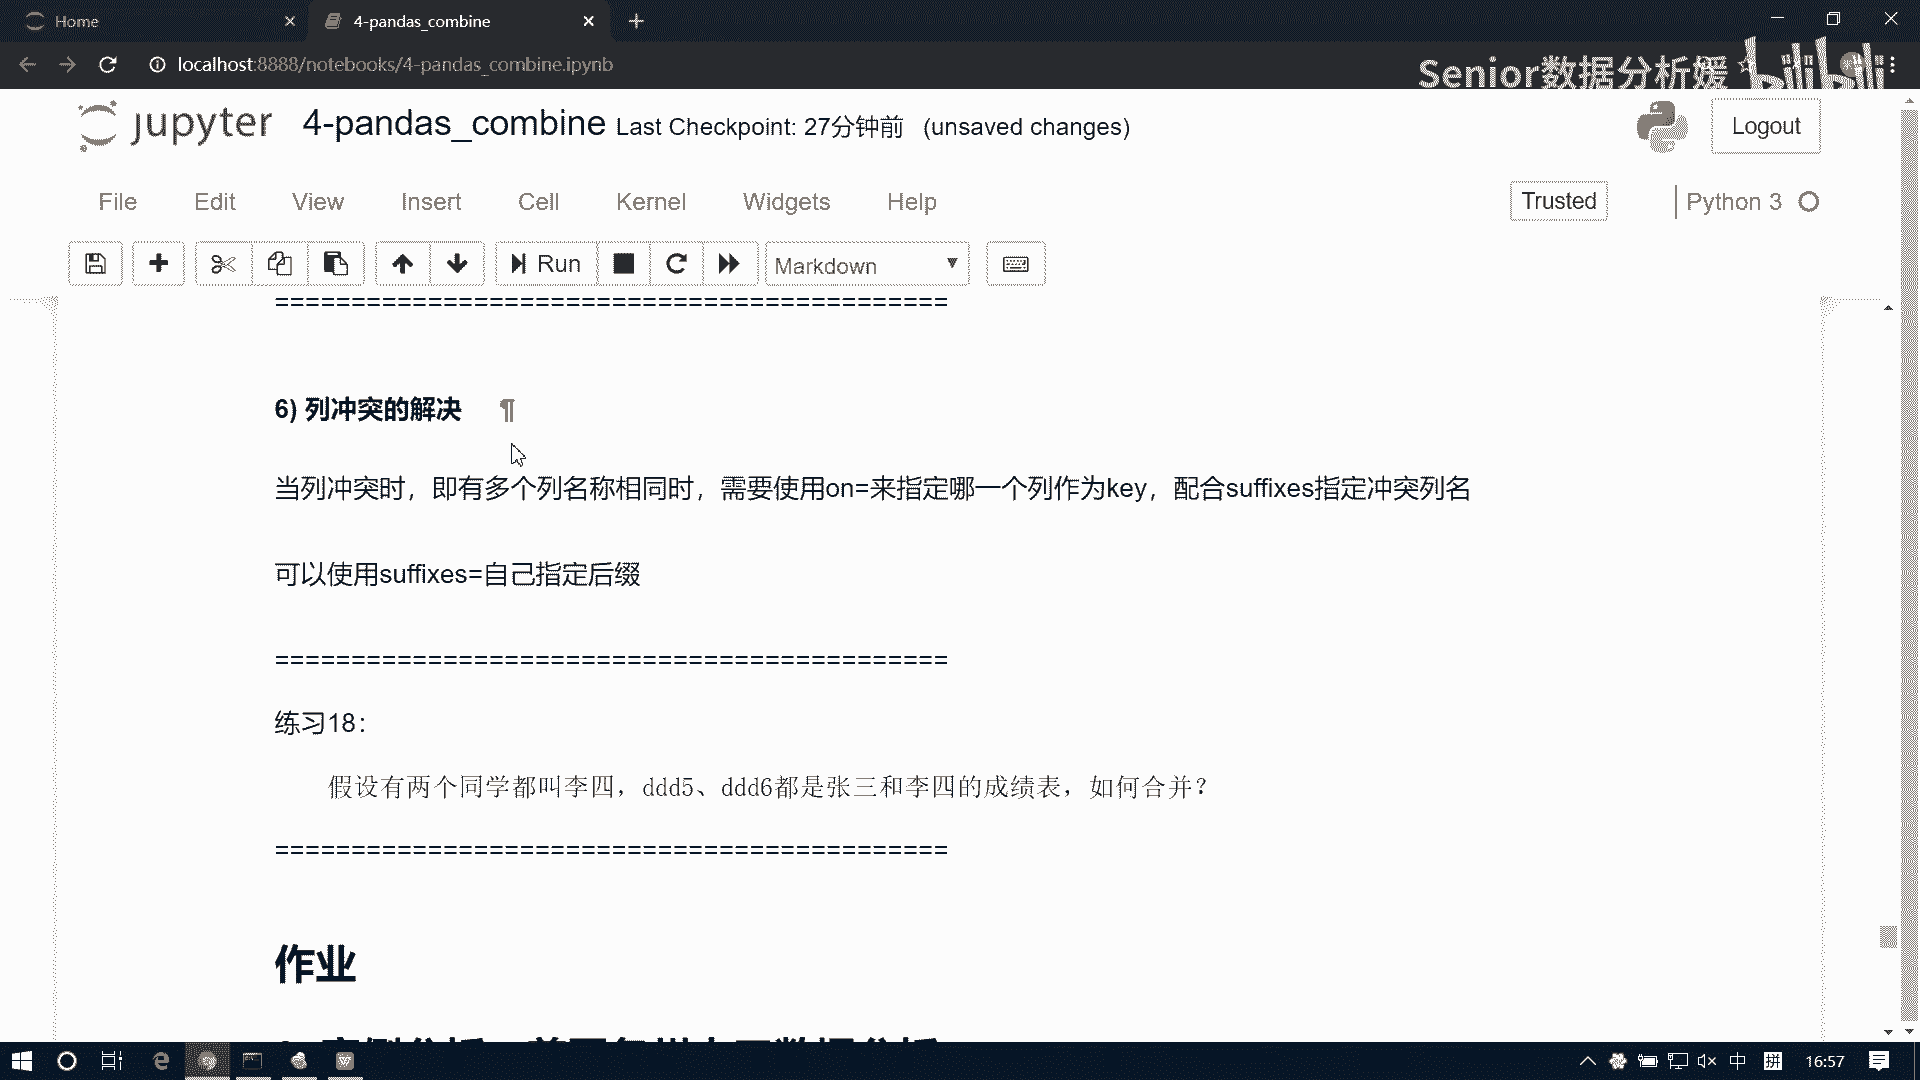 Home
4-pandas_combine
localhost:8888/notebooks/4-pandas_combine.ipynb
Senior数据分析媛 bilibili
jupyter 4-pandas_combine Last Checkpoint: 27分钟前 (unsaved changes)
Logout
File Edit View Insert Cell Kernel Widgets Help
Trusted
Python 3
Run
Markdown
============================================
6) 列冲突的解决 ¶
当列冲突时，即有多个列名称相同时，需要使用on=来指定哪一个列作为key，配合suffixes指定冲突列名
可以使用suffixes=自己指定后缀
============================================
练习18：
假设有两个同学都叫李四，ddd5、ddd6都是张三和李四的成绩表，如何合并？
============================================
作业
中 拼 16:57